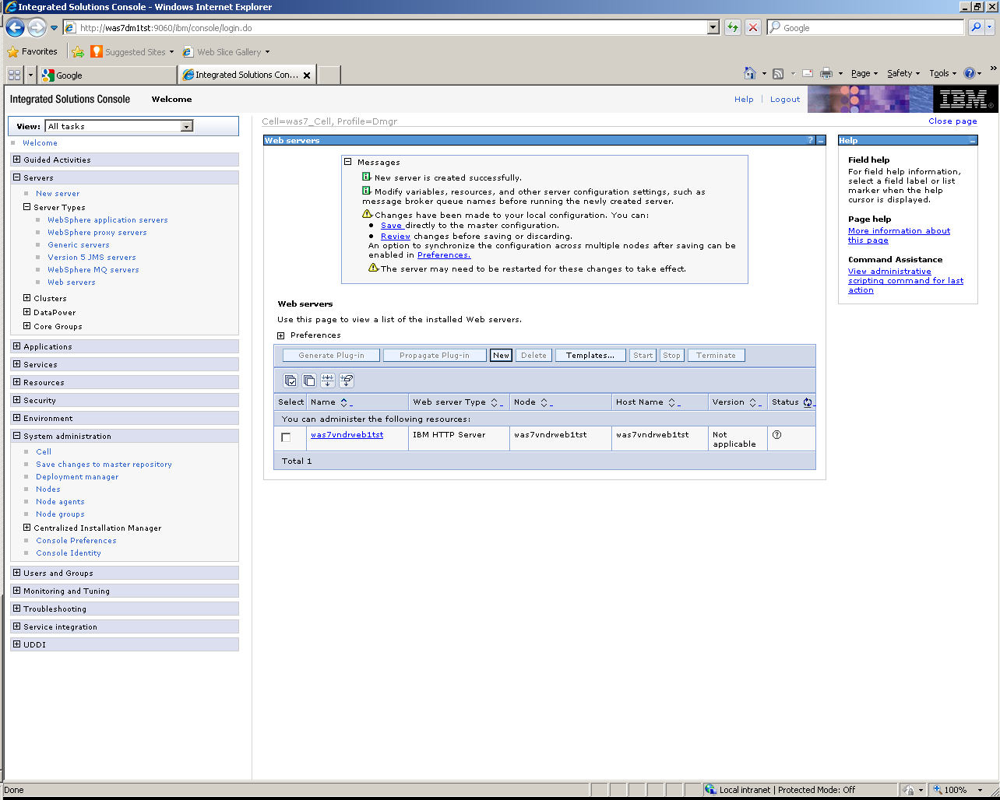 Integrated Solutions Console - Windows Internet Explorer
http://was7dm1tst:9060/ibm/console/login.do
Google
Favorites
Suggested Sites
Web Slice Gallery
Google
Integrated Solutions Con...
Page
Safety
Tools
Integrated Solutions Console
Welcome
Help
Logout
IBM
View:
All tasks
Cell=was7_Cell, Profile=Dmgr
Close page
Welcome
Guided Activities
Servers
New server
Server Types
WebSphere application servers
WebSphere proxy servers
Generic servers
Version 5 JMS servers
WebSphere MQ servers
Web servers
Clusters
DataPower
Core Groups
Applications
Services
Resources
Security
Environment
System administration
Cell
Save changes to master repository
Deployment manager
Nodes
Node agents
Node groups
Centralized Installation Manager
Console Preferences
Console Identity
Users and Groups
Monitoring and Tuning
Troubleshooting
Service integration
UDDI
Web servers
?
Messages
New server is created successfully.
Modify variables, resources, and other server configuration settings, such as
message broker queue names before running the newly created server.
Changes have been made to your local configuration. You can:
Save directly to the master configuration.
Review changes before saving or discarding.
An option to synchronize the configuration across multiple nodes after saving can be
enabled in Preferences.
The server may need to be restarted for these changes to take effect.
Web servers
Use this page to view a list of the installed Web servers.
Preferences
Generate Plug-in
Propagate Plug-in
New
Delete
Templates...
Start
Stop
Terminate
Select
Name
Web server Type
Node
Host Name
Version
Status
You can administer the following resources:
was7vndrweb1tst
IBM HTTP Server
was7vndrweb1tst
was7vndrweb1tst
Not
applicable
Total 1
Help
Field help
For field help information,
select a field label or list
marker when the help
cursor is displayed.
Page help
More information about
this page
Command Assistance
View administrative
scripting command for last
action
Done
Local intranet | Protected Mode: Off
100%